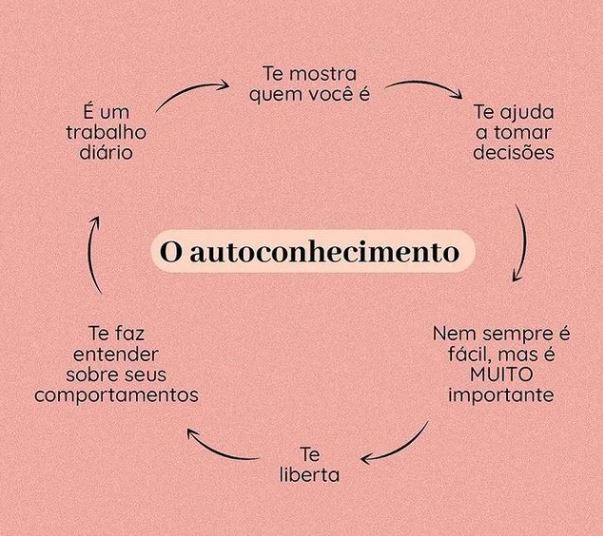 Te mostra
quem você é
Te ajuda
a tomar
decisões
Nem sempre é
fácil, mas é
MUITO
importante
Te
liberta
Te faz
entender
sobre seus
comportamentos
É um
trabalho
diário
O autoconhecimento